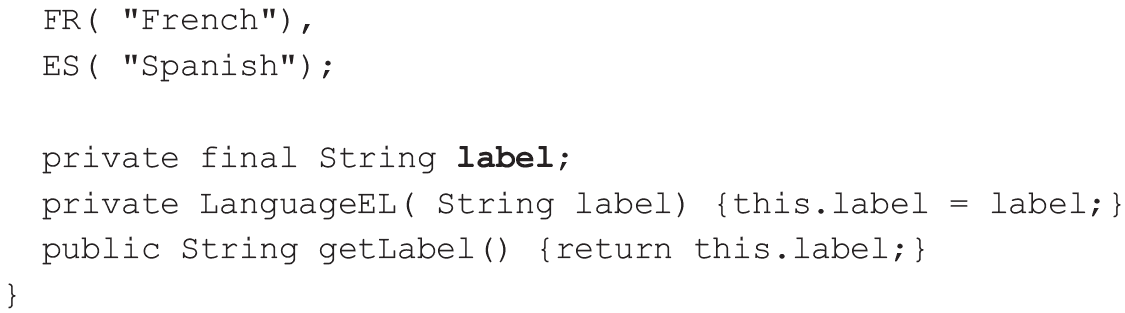 FR( "French"),
ES( "Spanish");
private final String label;
private LanguageEL( String label) {this.label = label;}
public String getLabel() {return this.label;}
}